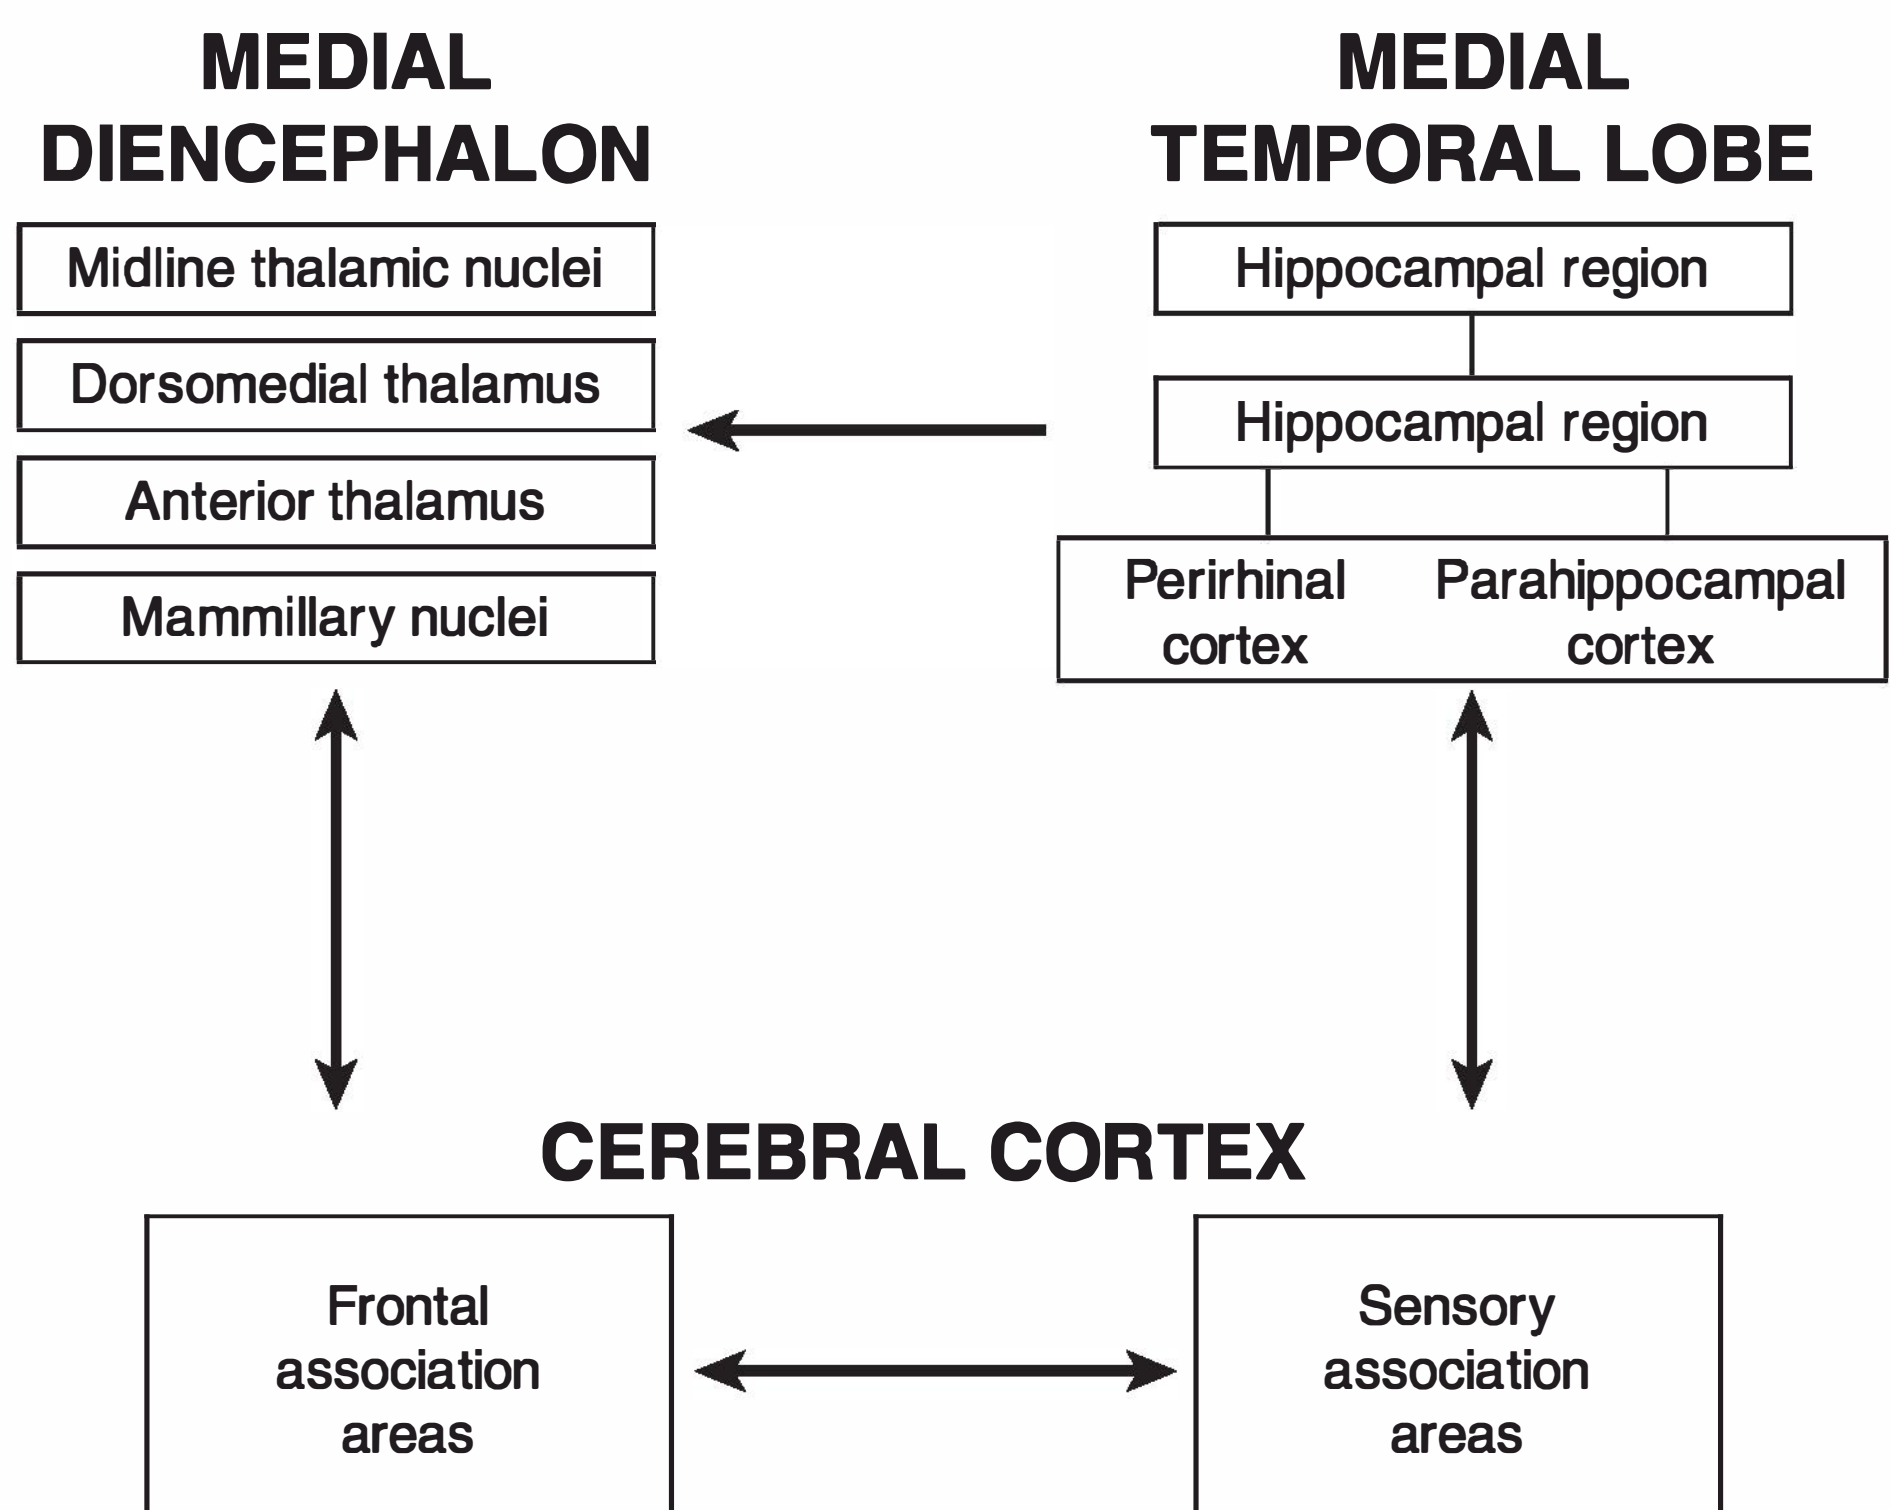 MEDIAL
DIENCEPHALON
Midline thalamic nuclei
Dorsomedial thalamus
Anterior thalamus
Mammillary nuclei
MEDIAL
TEMPORAL LOBE
Hippocampal region
Hippocampal region
Perirhinal
cortex
Parahippocampal
cortex
CEREBRAL CORTEX
Frontal
association
areas
Sensory
association
areas